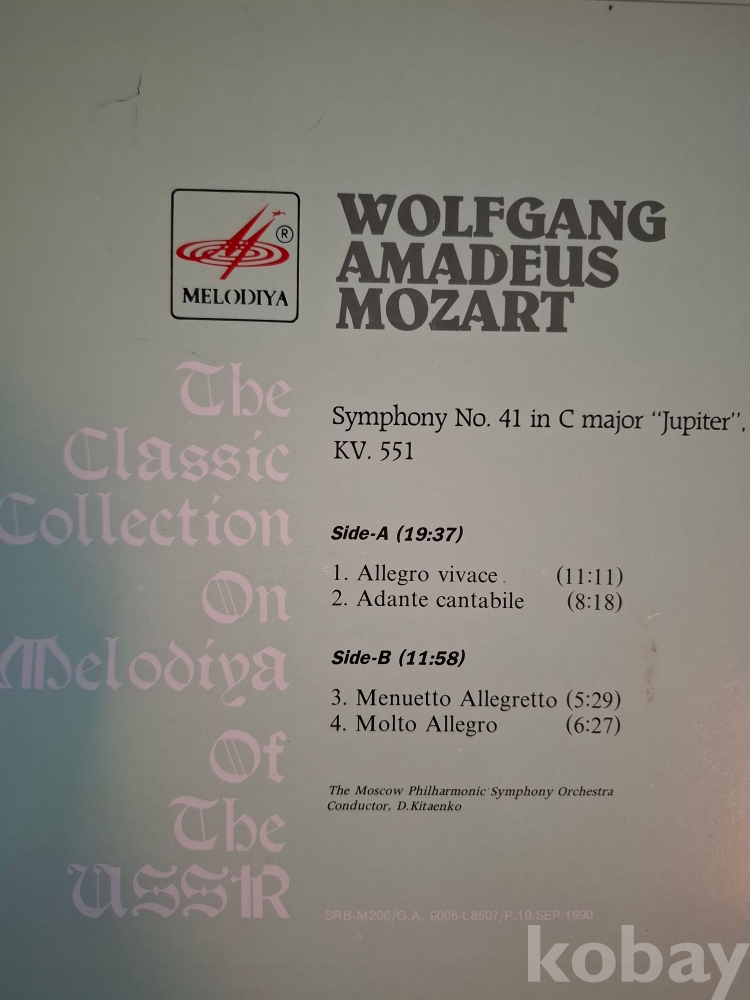 ®
MELODIYA
WOLFGANG
AMADEUS
MOZART
The
Classic
Collection
On
Melodiya
Of
The
USSR
Symphony No. 41 in C major "Jupiter",
KV. 551
Side-A (19:37)
1. Allegro vivace (11:11)
2. Adante cantabile (8:18)
Side-B (11:58)
3. Menuetto Allegretto (5:29)
4. Molto Allegro (6:27)
The Moscow Philharmonic Symphony Orchestra
Conductor, D.Kitaenko
SRB-M206/G.A. 9006-L8507/P.10.SEP.1990
kobay